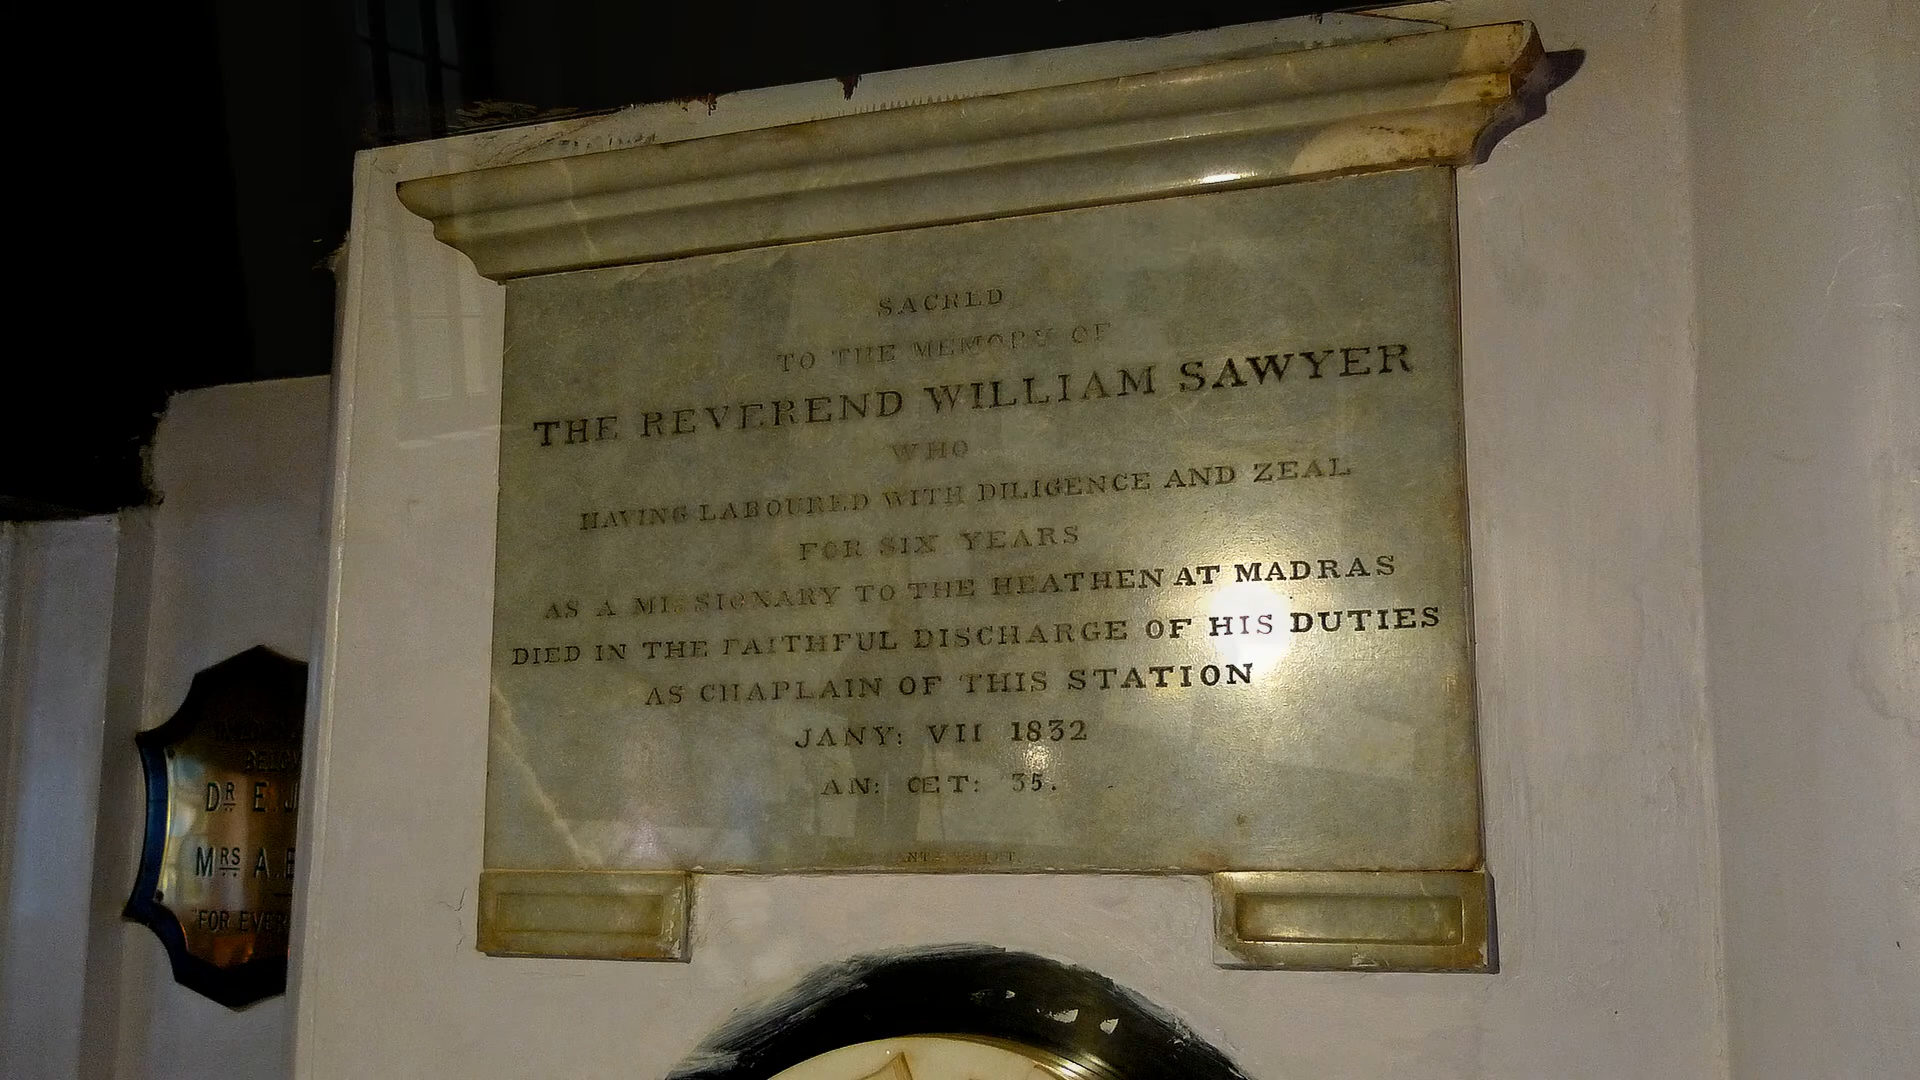 SACRED
TO THE MEMORY OF
THE REVEREND WILLIAM SAWYER
WHO
HAVING LABOURED WITH DILIGENCE AND ZEAL
FOR SIX YEARS
AS A MISSIONARY TO THE HEATHEN AT MADRAS
DIED IN THE FAITHFUL DISCHARGE OF HIS DUTIES
AS CHAPLAIN OF THIS STATION
JANY: VII 1832
AN: ŒT: 35.
DR E. J
MRS A. E
"FOR EVER